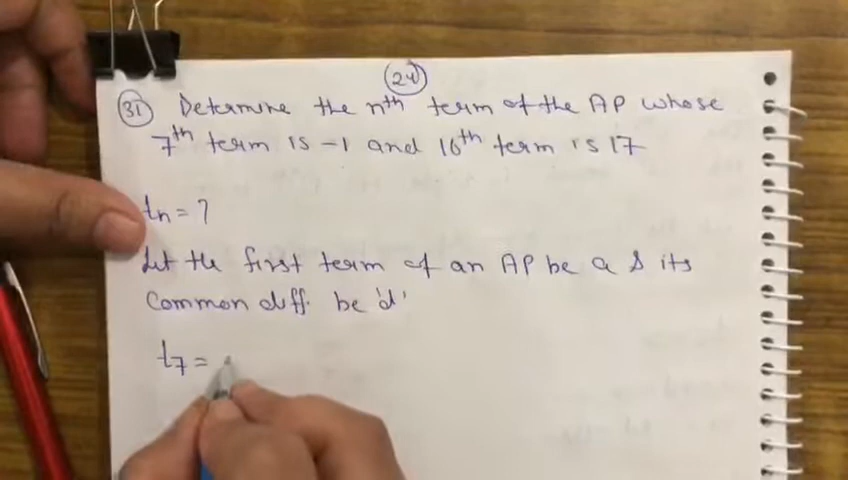 24
31 Determine the nth term of the AP whose
7th term is -1 and 16th term is 17
tn = ?
Let the first term of an AP be a & its
Common diff. be 'd'
t7 =